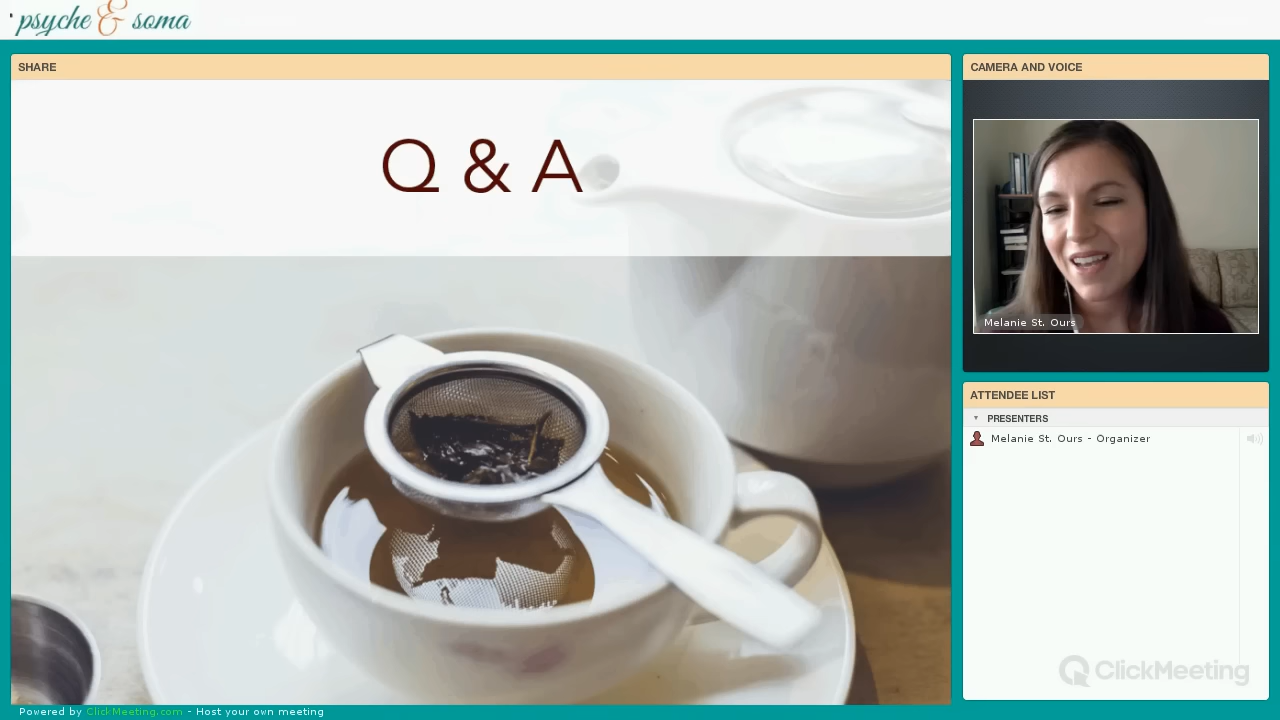 psyche & soma
SHARE
CAMERA AND VOICE
Q & A
Melanie St. Ours
ATTENDEE LIST
PRESENTERS
Melanie St. Ours - Organizer
ClickMeeting
Powered by ClickMeeting.com - Host your own meeting